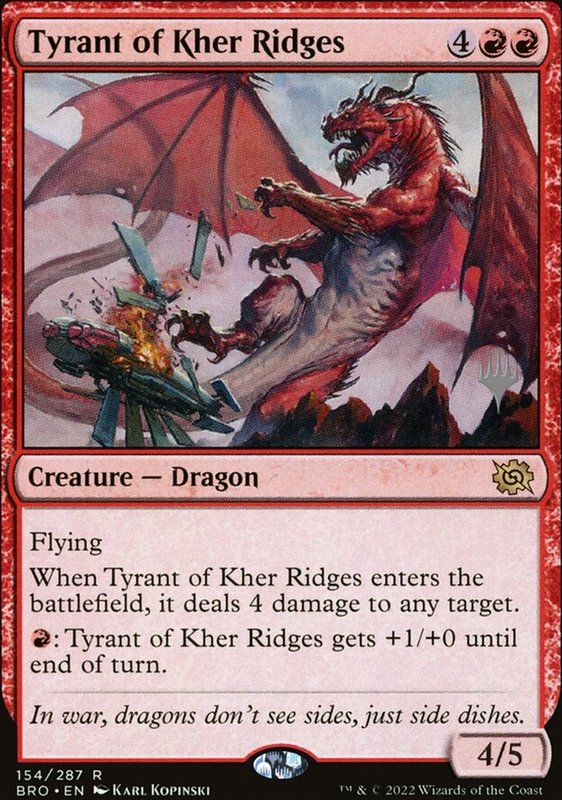 Tyrant of Kher Ridges 4
Creature — Dragon
Flying
When Tyrant of Kher Ridges enters the
battlefield, it deals 4 damage to any target.
: Tyrant of Kher Ridges gets +1/+0 until
end of turn.
In war, dragons don't see sides, just side dishes.
4/5
154/287 R
BRO • EN Karl Kopinski
™ & © 2022 Wizards of the Coast